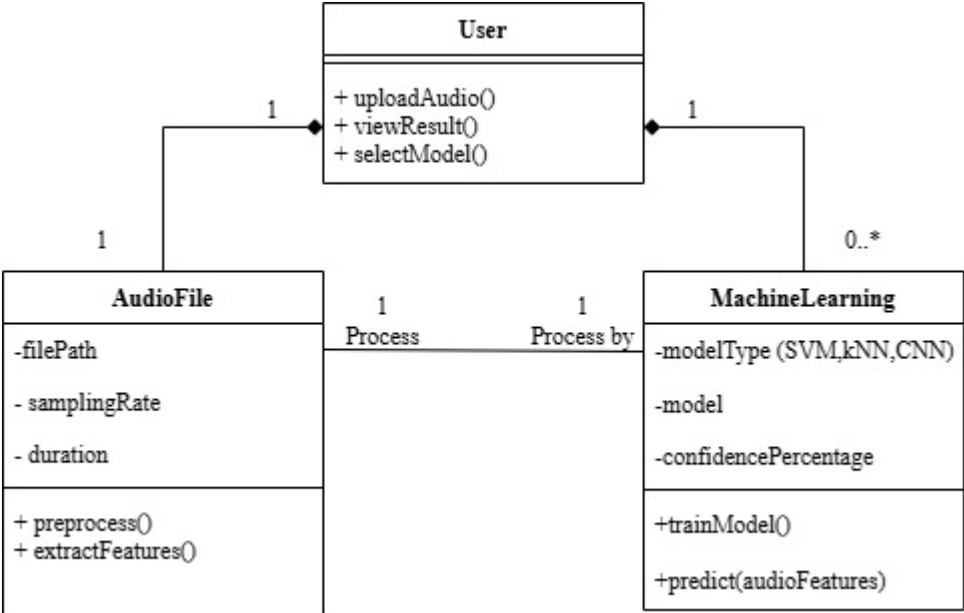 User
+ uploadAudio()
+ viewResult()
+ selectModel()
1
1
1
0..*
AudioFile
-filePath
- samplingRate
- duration
+ preprocess()
+ extractFeatures()
1
Process
1
Process by
MachineLearning
-modelType (SVM,kNN,CNN)
-model
-confidencePercentage
+trainModel()
+predict(audioFeatures)